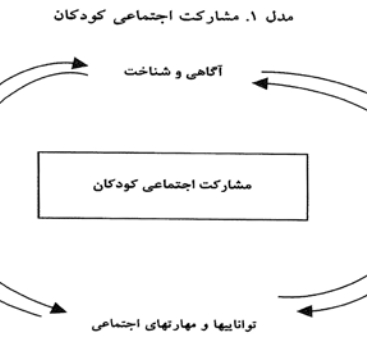 مدل ۱. مشارکت اجتماعی کودکان
آگاهی و شناخت
مشارکت اجتماعی کودکان
تواناییها و مهارتهای اجتماعی